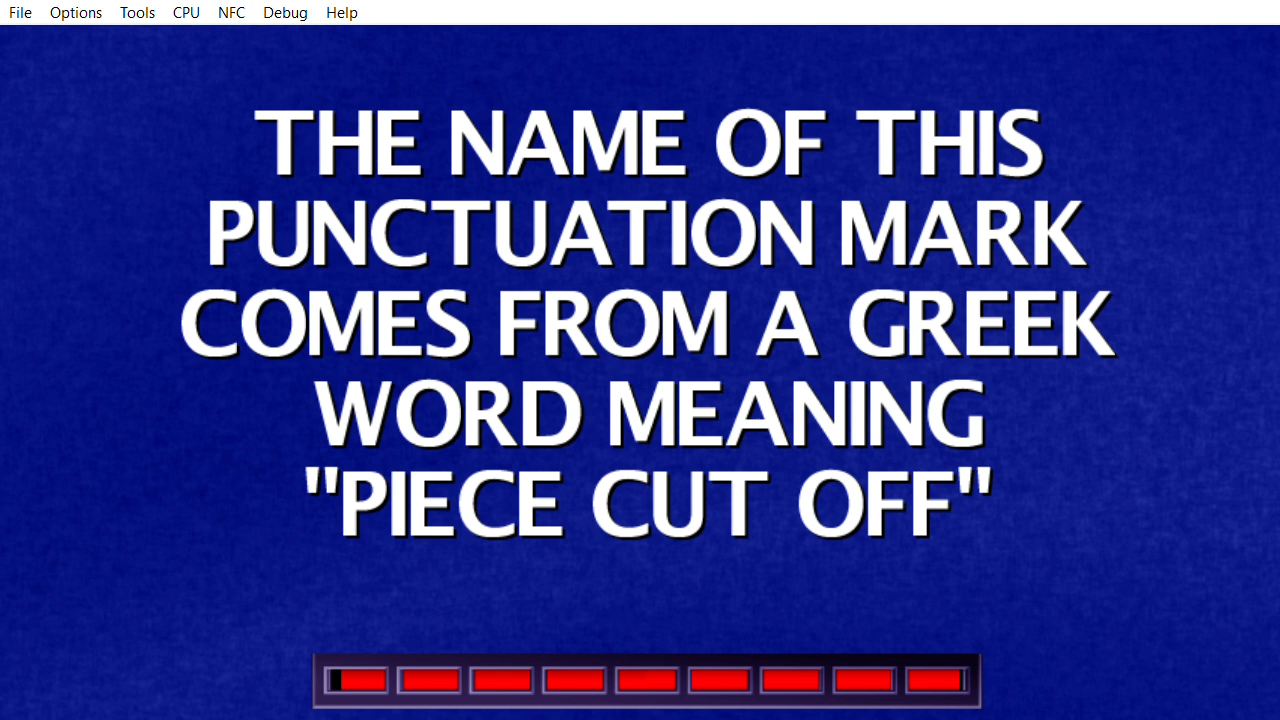 File Options Tools CPU NFC Debug Help
THE NAME OF THIS
PUNCTUATION MARK
COMES FROM A GREEK
WORD MEANING
"PIECE CUT OFF"